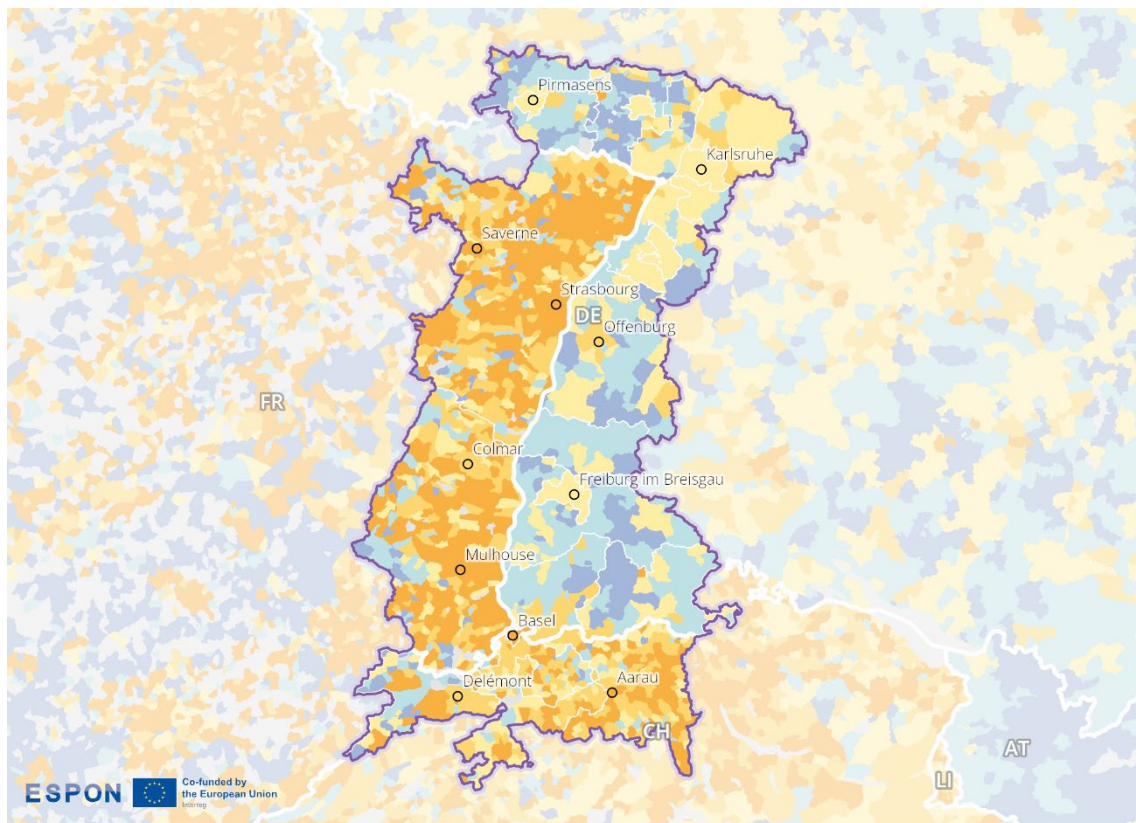 Pirmasens
Karlsruhe
Saverne
Strasbourg
DE
Offenburg
FR
Colmar
Freiburg im Breisgau
Mulhouse
Basel
Delémont
Aarau
CH
AT
LI
ESPON
Co-funded by
the European Union
Interreg